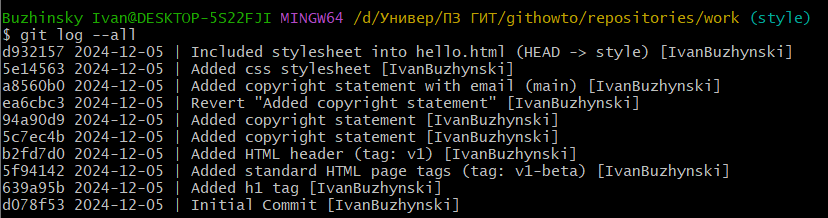 Buzhinsky Ivan@DESKTOP-5S22FJI MINGW64 /d/Универ/ПЗ ГИТ/githowto/repositories/work (style)
$ git log --all
d932157 2024-12-05 | Included stylesheet into hello.html (HEAD -> style) [IvanBuzhynski]
5e14563 2024-12-05 | Added css stylesheet [IvanBuzhynski]
a8560b0 2024-12-05 | Added copyright statement with email (main) [IvanBuzhynski]
ea6cbc3 2024-12-05 | Revert "Added copyright statement" [IvanBuzhynski]
94a90d9 2024-12-05 | Added copyright statement [IvanBuzhynski]
5c7ec4b 2024-12-05 | Added copyright statement [IvanBuzhynski]
b2fd7d0 2024-12-05 | Added HTML header (tag: v1) [IvanBuzhynski]
5f94142 2024-12-05 | Added standard HTML page tags (tag: v1-beta) [IvanBuzhynski]
639a95b 2024-12-05 | Added h1 tag [IvanBuzhynski]
d078f53 2024-12-05 | Initial Commit [IvanBuzhynski]